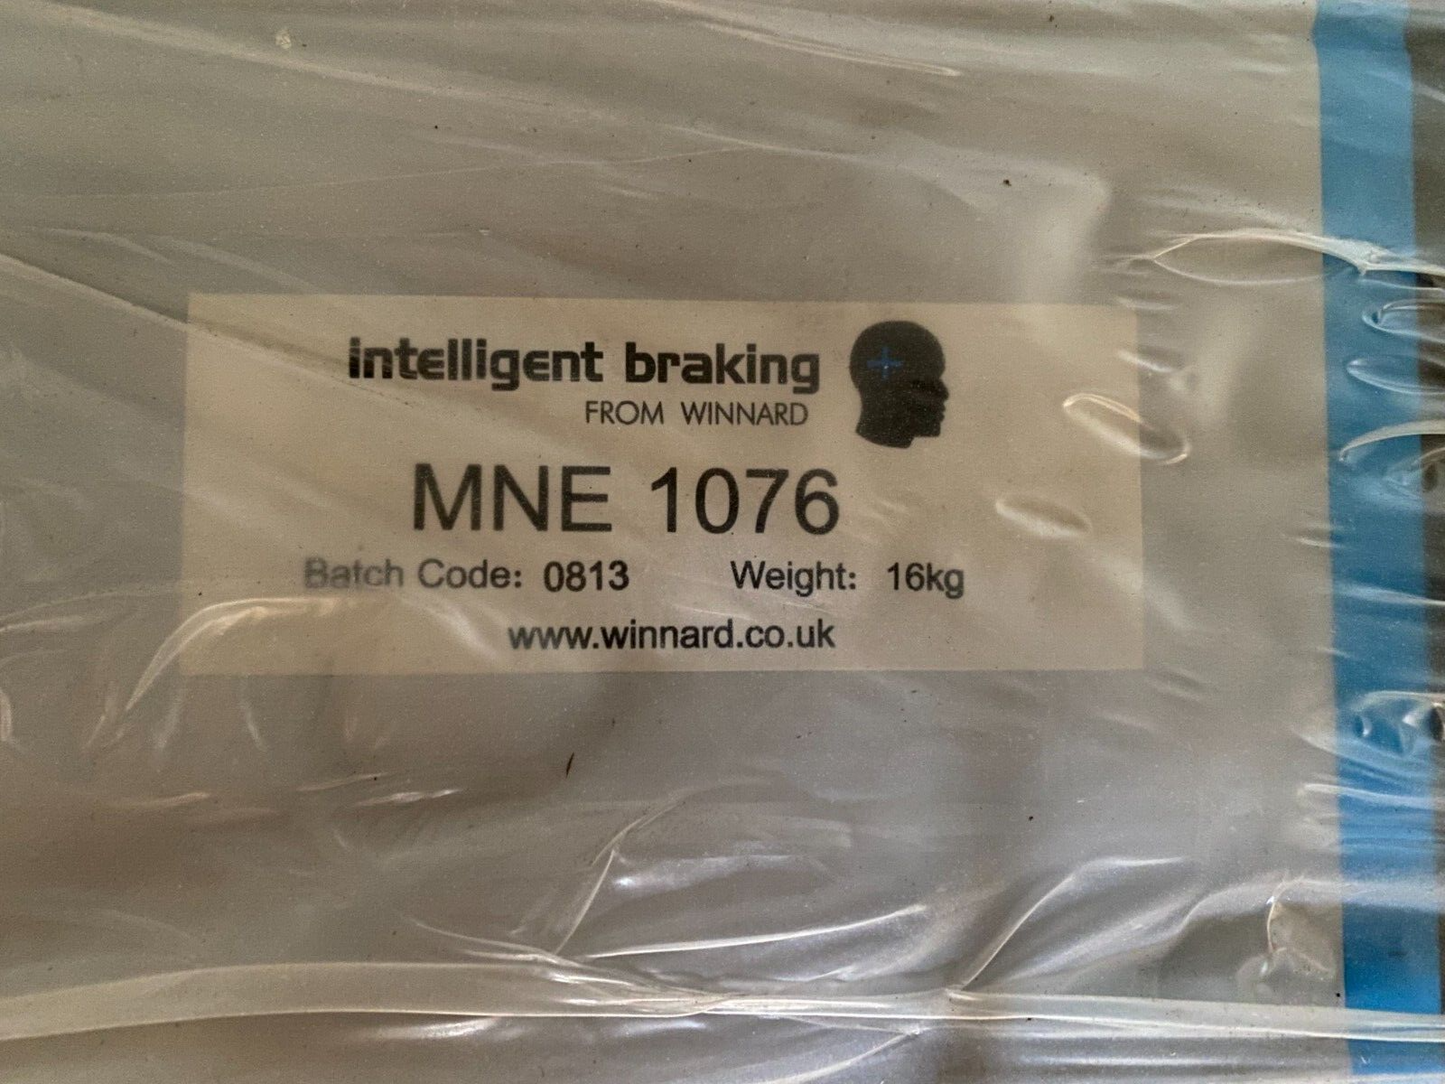 intelligent braking
FROM WINNARD
MNE 1076
Batch Code: 0813 Weight: 16kg
www.winnard.co.uk